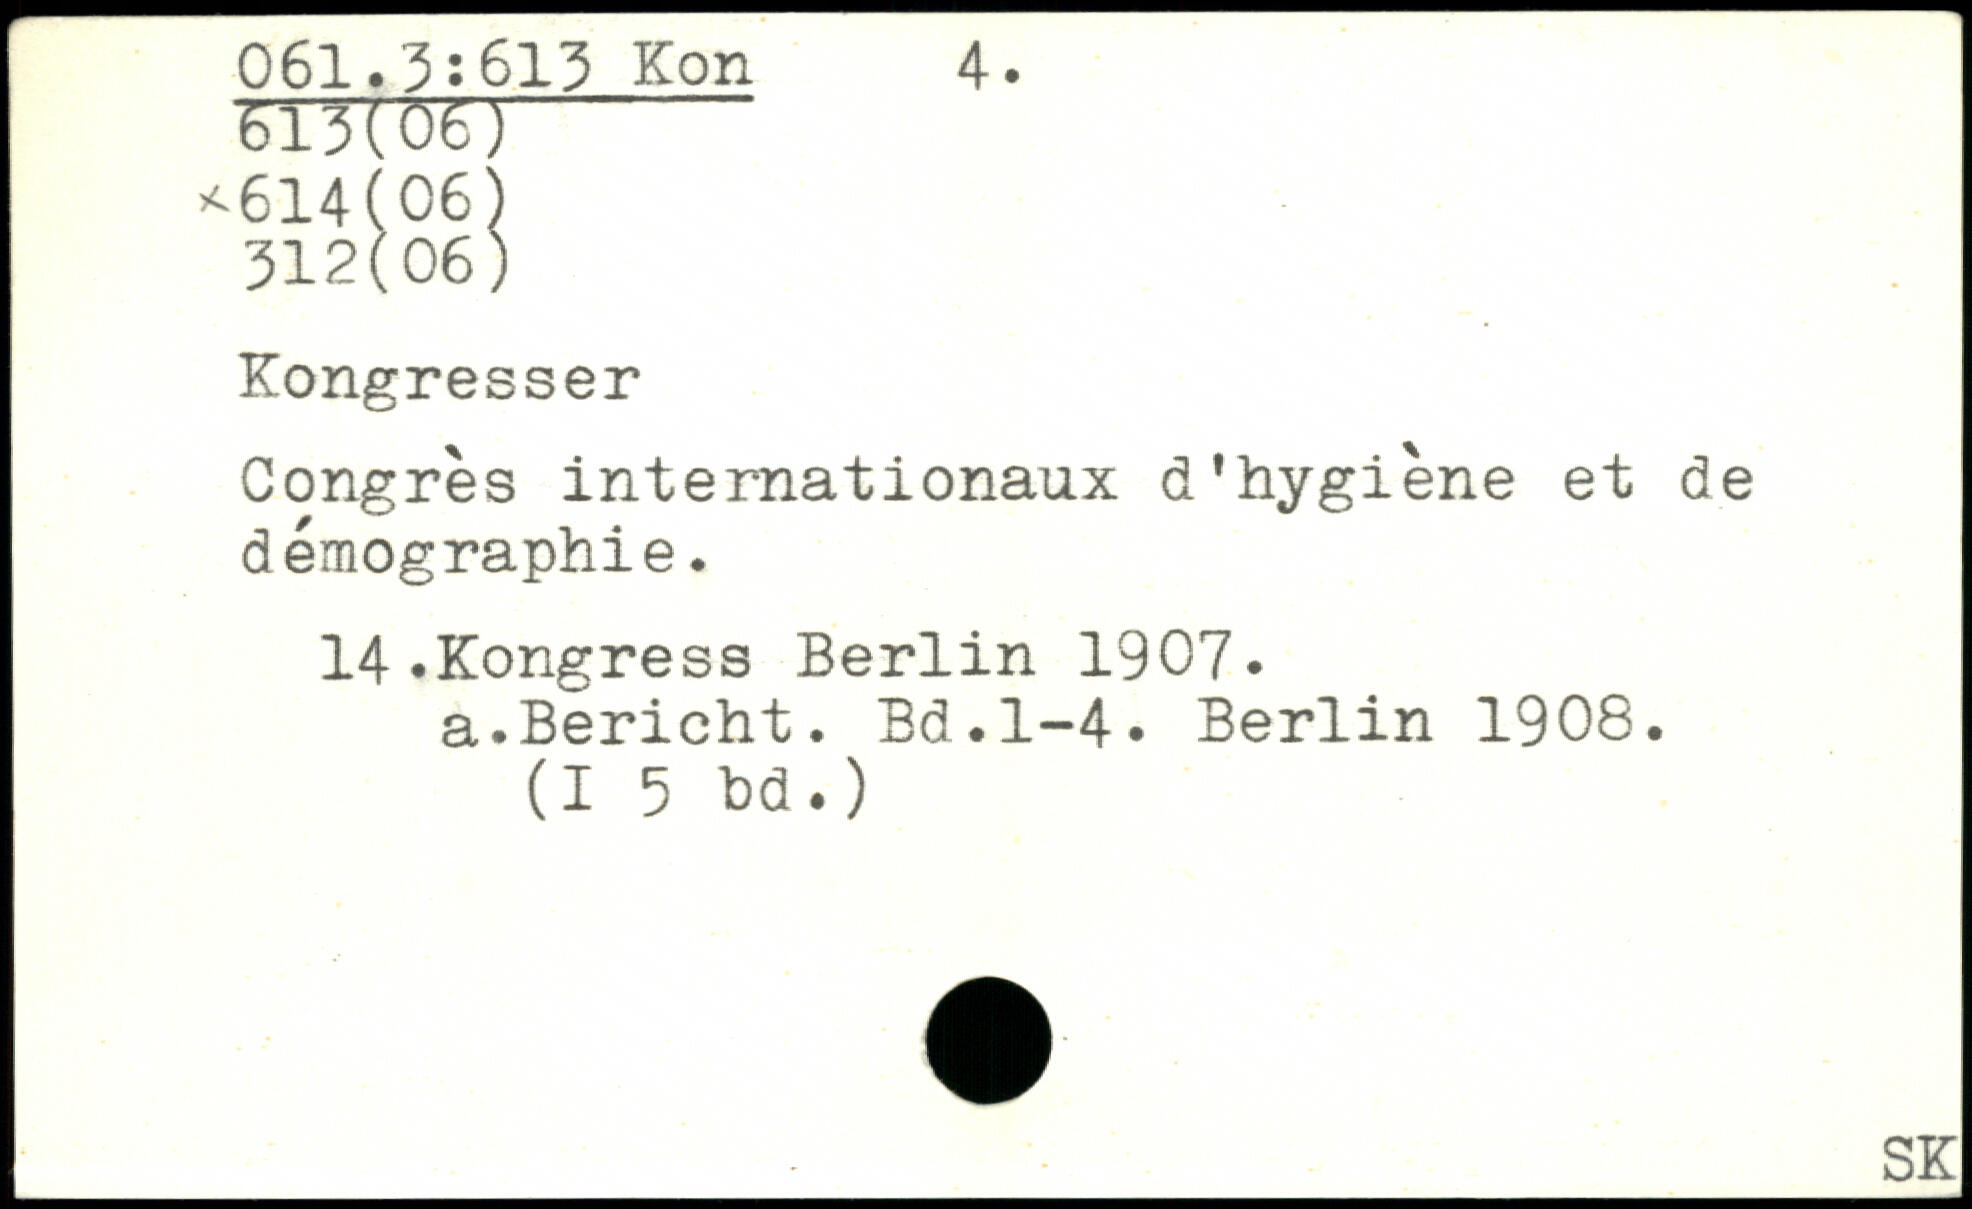 061.3:613 Kon 4.
613(06)
×614(06)
312(06)
Kongresser
Congrès internationaux d'hygiène et de
démographie.
14.Kongress Berlin 1907.
a.Bericht. Bd.1-4. Berlin 1908.
(I 5 bd.)
SK